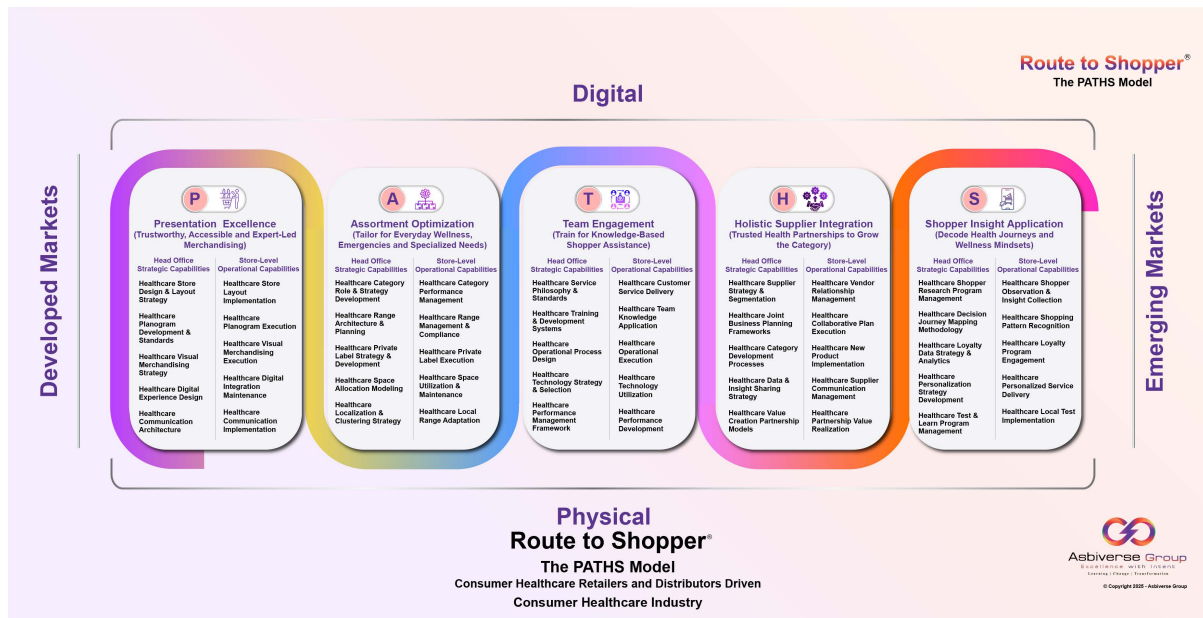 Route to Shopper®
The PATHS Model
Digital
Developed Markets
Emerging Markets
P
Presentation Excellence
(Trustworthy, Accessible and Expert-Led
Merchandising)
Head Office
Strategic Capabilities
Healthcare Store
Design & Layout
Strategy
Healthcare
Planogram
Development &
Standards
Healthcare Visual
Merchandising
Strategy
Healthcare Digital
Experience Design
Healthcare
Communication
Architecture
Store-Level
Operational Capabilities
Healthcare Store
Layout
Implementation
Healthcare
Planogram Execution
Healthcare Visual
Merchandising
Execution
Healthcare Digital
Integration
Maintenance
Healthcare
Communication
Implementation
A
Assortment Optimization
(Tailor for Everyday Wellness,
Emergencies and Specialized Needs)
Head Office
Strategic Capabilities
Healthcare Category
Role & Strategy
Development
Healthcare Range
Architecture &
Planning
Healthcare Private
Label Strategy &
Development
Healthcare Space
Allocation Modeling
Healthcare
Localization &
Clustering Strategy
Store-Level
Operational Capabilities
Healthcare Category
Performance
Management
Healthcare Range
Management &
Compliance
Healthcare Private
Label Execution
Healthcare Space
Utilization &
Maintenance
Healthcare Local
Range Adaptation
T
Team Engagement
(Train for Knowledge-Based
Shopper Assistance)
Head Office
Strategic Capabilities
Healthcare Service
Philosophy &
Standards
Healthcare Training
& Development
Systems
Healthcare
Operational Process
Design
Healthcare
Technology Strategy
& Selection
Healthcare
Performance
Management
Framework
Store-Level
Operational Capabilities
Healthcare Customer
Service Delivery
Healthcare Team
Knowledge
Application
Healthcare
Operational
Execution
Healthcare
Technology
Utilization
Healthcare
Performance
Development
H
Holistic Supplier Integration
(Trusted Health Partnerships to Grow
the Category)
Head Office
Strategic Capabilities
Healthcare Supplier
Strategy &
Segmentation
Healthcare Joint
Business Planning
Frameworks
Healthcare Category
Development
Processes
Healthcare Data &
Insight Sharing
Strategy
Healthcare Value
Creation Partnership
Models
Store-Level
Operational Capabilities
Healthcare Vendor
Relationship
Management
Healthcare
Collaborative Plan
Execution
Healthcare New
Product
Implementation
Healthcare Supplier
Communication
Management
Healthcare
Partnership Value
Realization
S
Shopper Insight Application
(Decode Health Journeys and
Wellness Mindsets)
Head Office
Strategic Capabilities
Healthcare Shopper
Research Program
Management
Healthcare Decision
Journey Mapping
Methodology
Healthcare Loyalty
Data Strategy &
Analytics
Healthcare
Personalization
Strategy
Development
Healthcare Test &
Learn Program
Management
Store-Level
Operational Capabilities
Healthcare Shopper
Observation &
Insight Collection
Healthcare Shopping
Pattern Recognition
Healthcare Loyalty
Program
Engagement
Healthcare
Personalized Service
Delivery
Healthcare Local Test
Implementation
Physical
Route to Shopper®
The PATHS Model
Consumer Healthcare Retailers and Distributors Driven
Consumer Healthcare Industry
Asbiverse Group
Excellence with Intent
Learning | Change | Transformation
© Copyright 2025 - Asbiverse Group